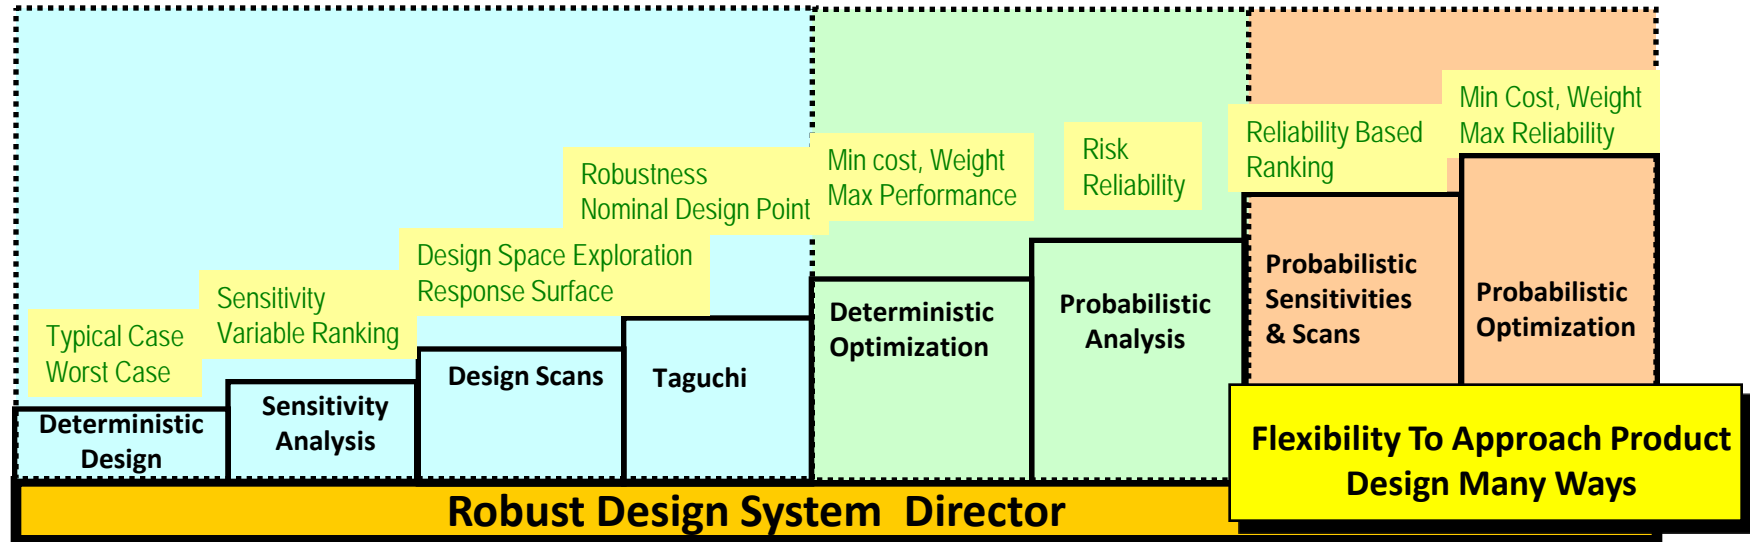 Typical Case
Worst Case
Deterministic
Design
Sensitivity
Variable Ranking
Sensitivity
Analysis
Design Space Exploration
Response Surface
Design Scans
Robustness
Nominal Design Point
Taguchi
Min cost, Weight
Max Performance
Deterministic
Optimization
Risk
Reliability
Probabilistic
Analysis
Reliability Based
Ranking
Probabilistic
Sensitivities
& Scans
Min Cost, Weight
Max Reliability
Probabilistic
Optimization
Flexibility To Approach Product
Design Many Ways
Robust Design System Director